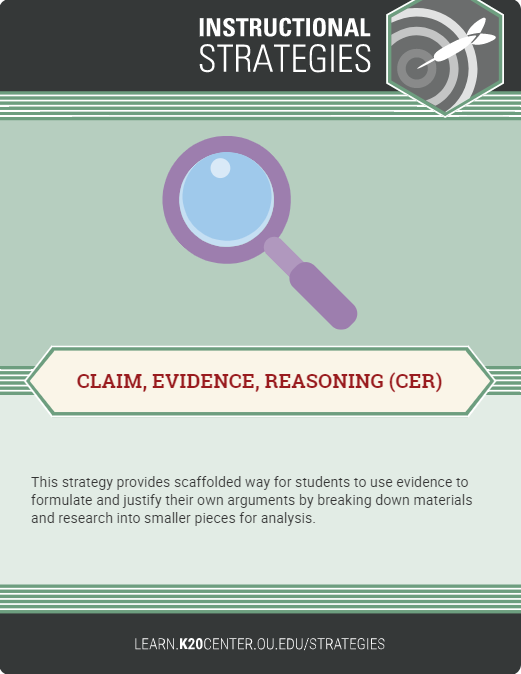 INSTRUCTIONAL
STRATEGIES
CLAIM, EVIDENCE, REASONING (CER)
This strategy provides scaffolded way for students to use evidence to
formulate and justify their own arguments by breaking down materials
and research into smaller pieces for analysis.
LEARN.K20CENTER.OU.EDU/STRATEGIES